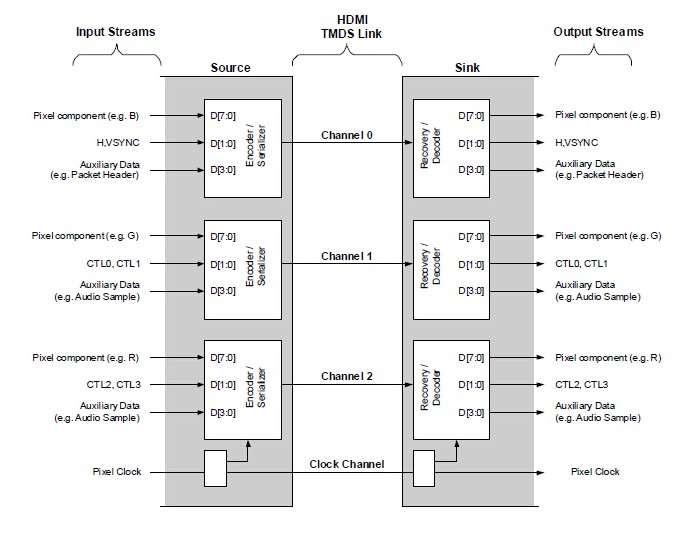 Input Streams
HDMI
TMDS Link
Output Streams
Source
Sink
Pixel component (e.g. B)
D[7:0]
H,VSYNC
D[1:0]
Auxiliary Data
(e.g. Packet Header)
D[3:0]
Encoder /
Serializer
Channel 0
Recovery /
Decoder
D[7:0]
Pixel component (e.g. B)
D[1:0]
H,VSYNC
D[3:0]
Auxiliary Data
(e.g. Packet Header)
Pixel component (e.g. G)
D[7:0]
CTL0, CTL1
D[1:0]
Auxiliary Data
(e.g. Audio Sample)
D[3:0]
Encoder /
Serializer
Channel 1
Recovery /
Decoder
D[7:0]
Pixel component (e.g. G)
D[1:0]
CTL0, CTL1
D[3:0]
Auxiliary Data
(e.g. Audio Sample)
Pixel component (e.g. R)
D[7:0]
CTL2, CTL3
D[1:0]
Auxiliary Data
(e.g. Audio Sample)
D[3:0]
Encoder /
Serializer
Channel 2
Recovery /
Decoder
D[7:0]
Pixel component (e.g. R)
D[1:0]
CTL2, CTL3
D[3:0]
Auxiliary Data
(e.g. Audio Sample)
Pixel Clock
Clock Channel
Pixel Clock